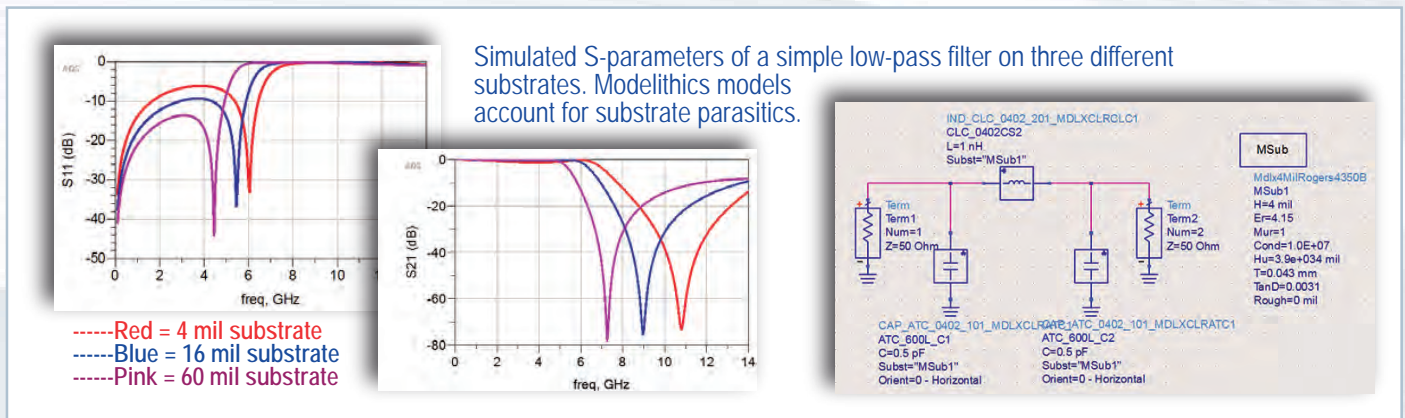 Simulated S-parameters of a simple low-pass filter on three different
substrates. Modelithics models
account for substrate parasitics.
ADS
0
-10
-20
-30
-40
-50
S11 (dB)
0 2 4 6 8 10 12
freq, GHz
------Red = 4 mil substrate
------Blue = 16 mil substrate
------Pink = 60 mil substrate
ADS
0
-20
-40
-60
-80
S21 (dB)
0 2 4 6 8 10 12 14
freq, GHz
IND_CLC_0402_201_MDLXCLRCLC1
CLC_0402CS2
L=1 nH
Subst="MSub1"
Term
Term1
Num=1
Z=50 Ohm
Term
Term2
Num=2
Z=50 Ohm
CAP_ATC_0402_101_MDLXCLRATC1
ATC_600L_C1
C=0.5 pF
Subst="MSub1"
Orient=0 - Horizontal
CAP_ATC_0402_101_MDLXCLRATC1
ATC_600L_C2
C=0.5 pF
Subst="MSub1"
Orient=0 - Horizontal
MSub
Mdlx4MilRogers4350B
MSub1
H=4 mil
Er=4.15
Mur=1
Cond=1.0E+07
Hu=3.9e+034 mil
T=0.043 mm
TanD=0.0031
Rough=0 mil